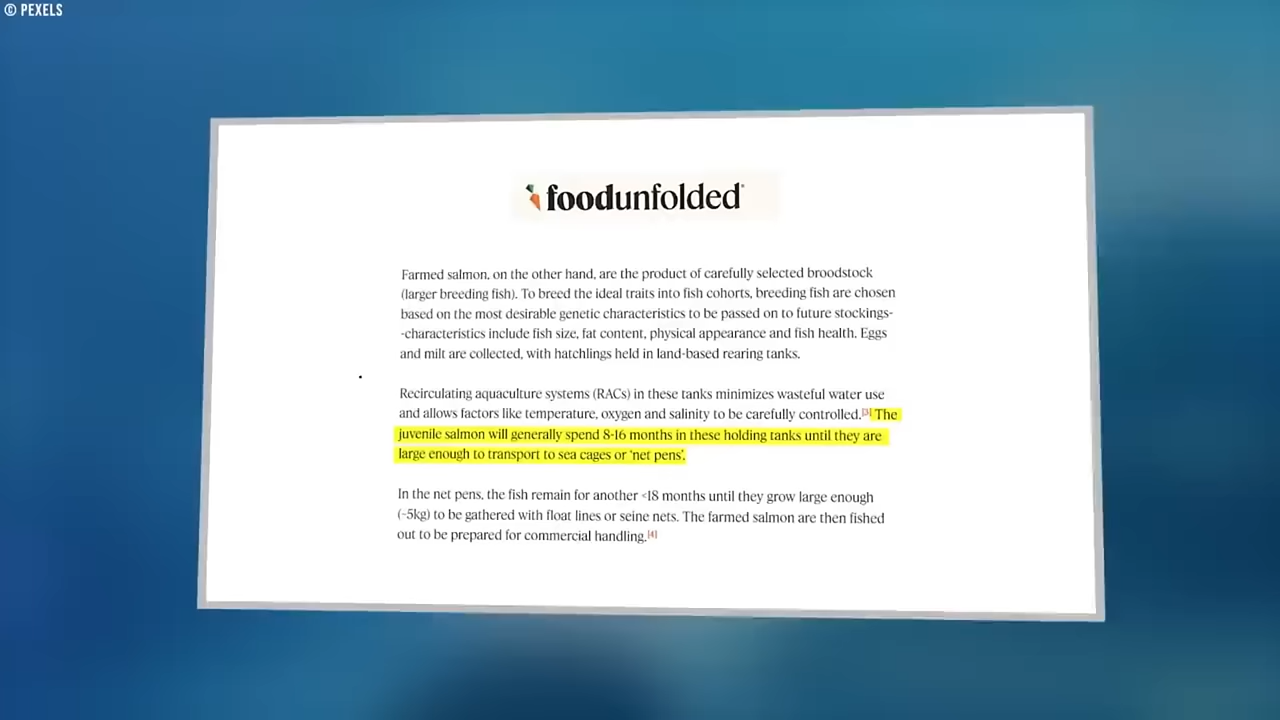 © PEXELS
foodunfolded®
Farmed salmon, on the other hand, are the product of carefully selected broodstock
(larger breeding fish). To breed the ideal traits into fish cohorts, breeding fish are chosen
based on the most desirable genetic characteristics to be passed on to future stockings-
-characteristics include fish size, fat content, physical appearance and fish health. Eggs
and milt are collected, with hatchlings held in land-based rearing tanks.
Recirculating aquaculture systems (RACs) in these tanks minimizes wasteful water use
and allows factors like temperature, oxygen and salinity to be carefully controlled.[3] The
juvenile salmon will generally spend 8-16 months in these holding tanks until they are
large enough to transport to sea cages or ‘net pens’.
In the net pens, the fish remain for another <18 months until they grow large enough
(~5kg) to be gathered with float lines or seine nets. The farmed salmon are then fished
out to be prepared for commercial handling.[4]